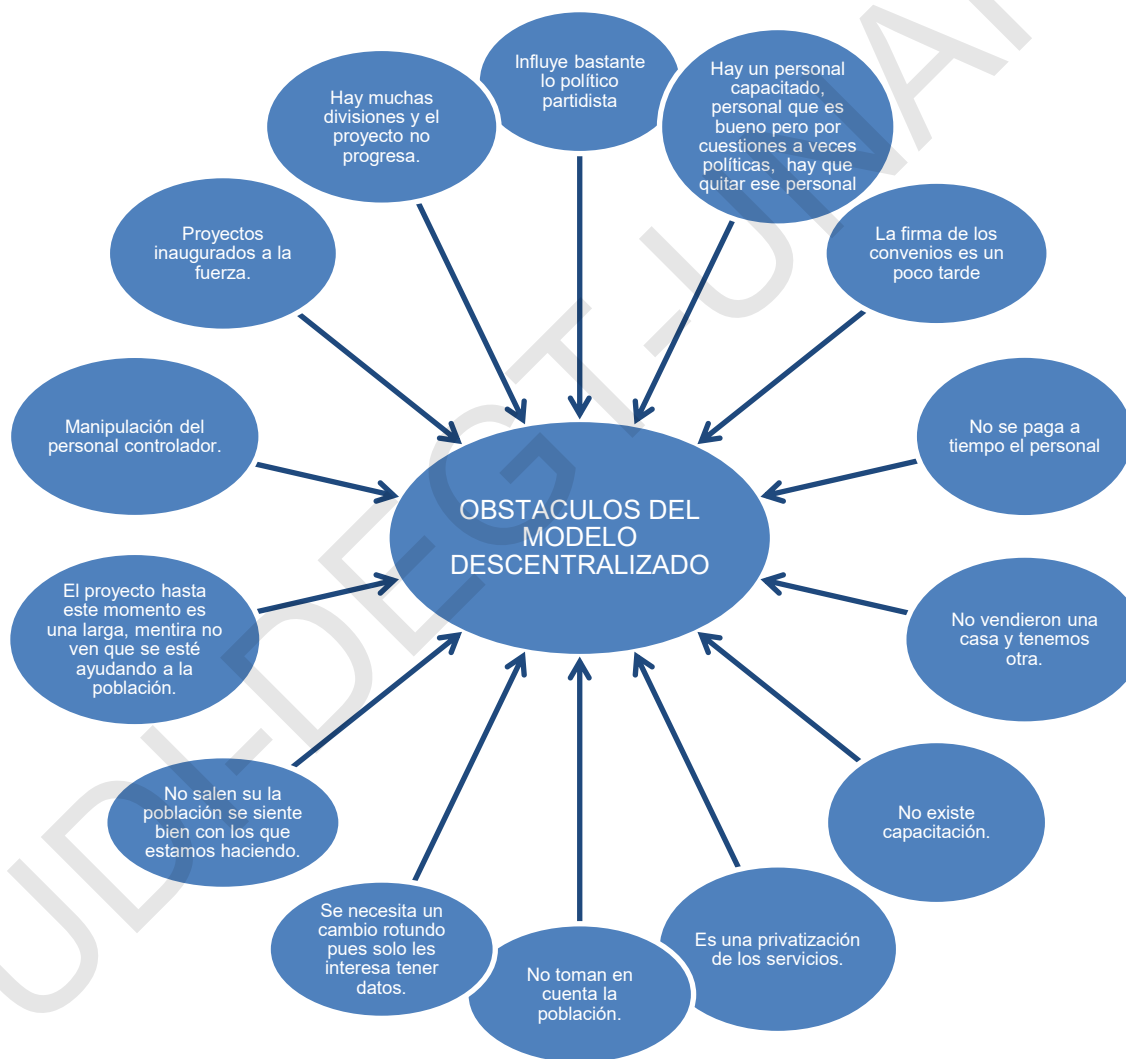 Influye bastante
lo político
partidista
Hay un personal
capacitado,
personal que es
bueno pero por
cuestiones a veces
políticas, hay que
quitar ese personal
La firma de los
convenios es un
poco tarde
No se paga a
tiempo el personal
No vendieron una
casa y tenemos
otra.
No existe
capacitación.
Es una privatización
de los servicios.
No toman en
cuenta la
población.
Se necesita un
cambio rotundo
pues solo les
interesa tener
datos.
No salen su la
población se siente
bien con los que
estamos haciendo.
El proyecto hasta
este momento es
una larga, mentira no
ven que se esté
ayudando a la
población.
Manipulación del
personal controlador.
Proyectos
inaugurados a la
fuerza.
Hay muchas
divisiones y el
proyecto no
progresa.
OBSTACULOS DEL
MODELO
DESCENTRALIZADO
UDI-DEGT-UNA